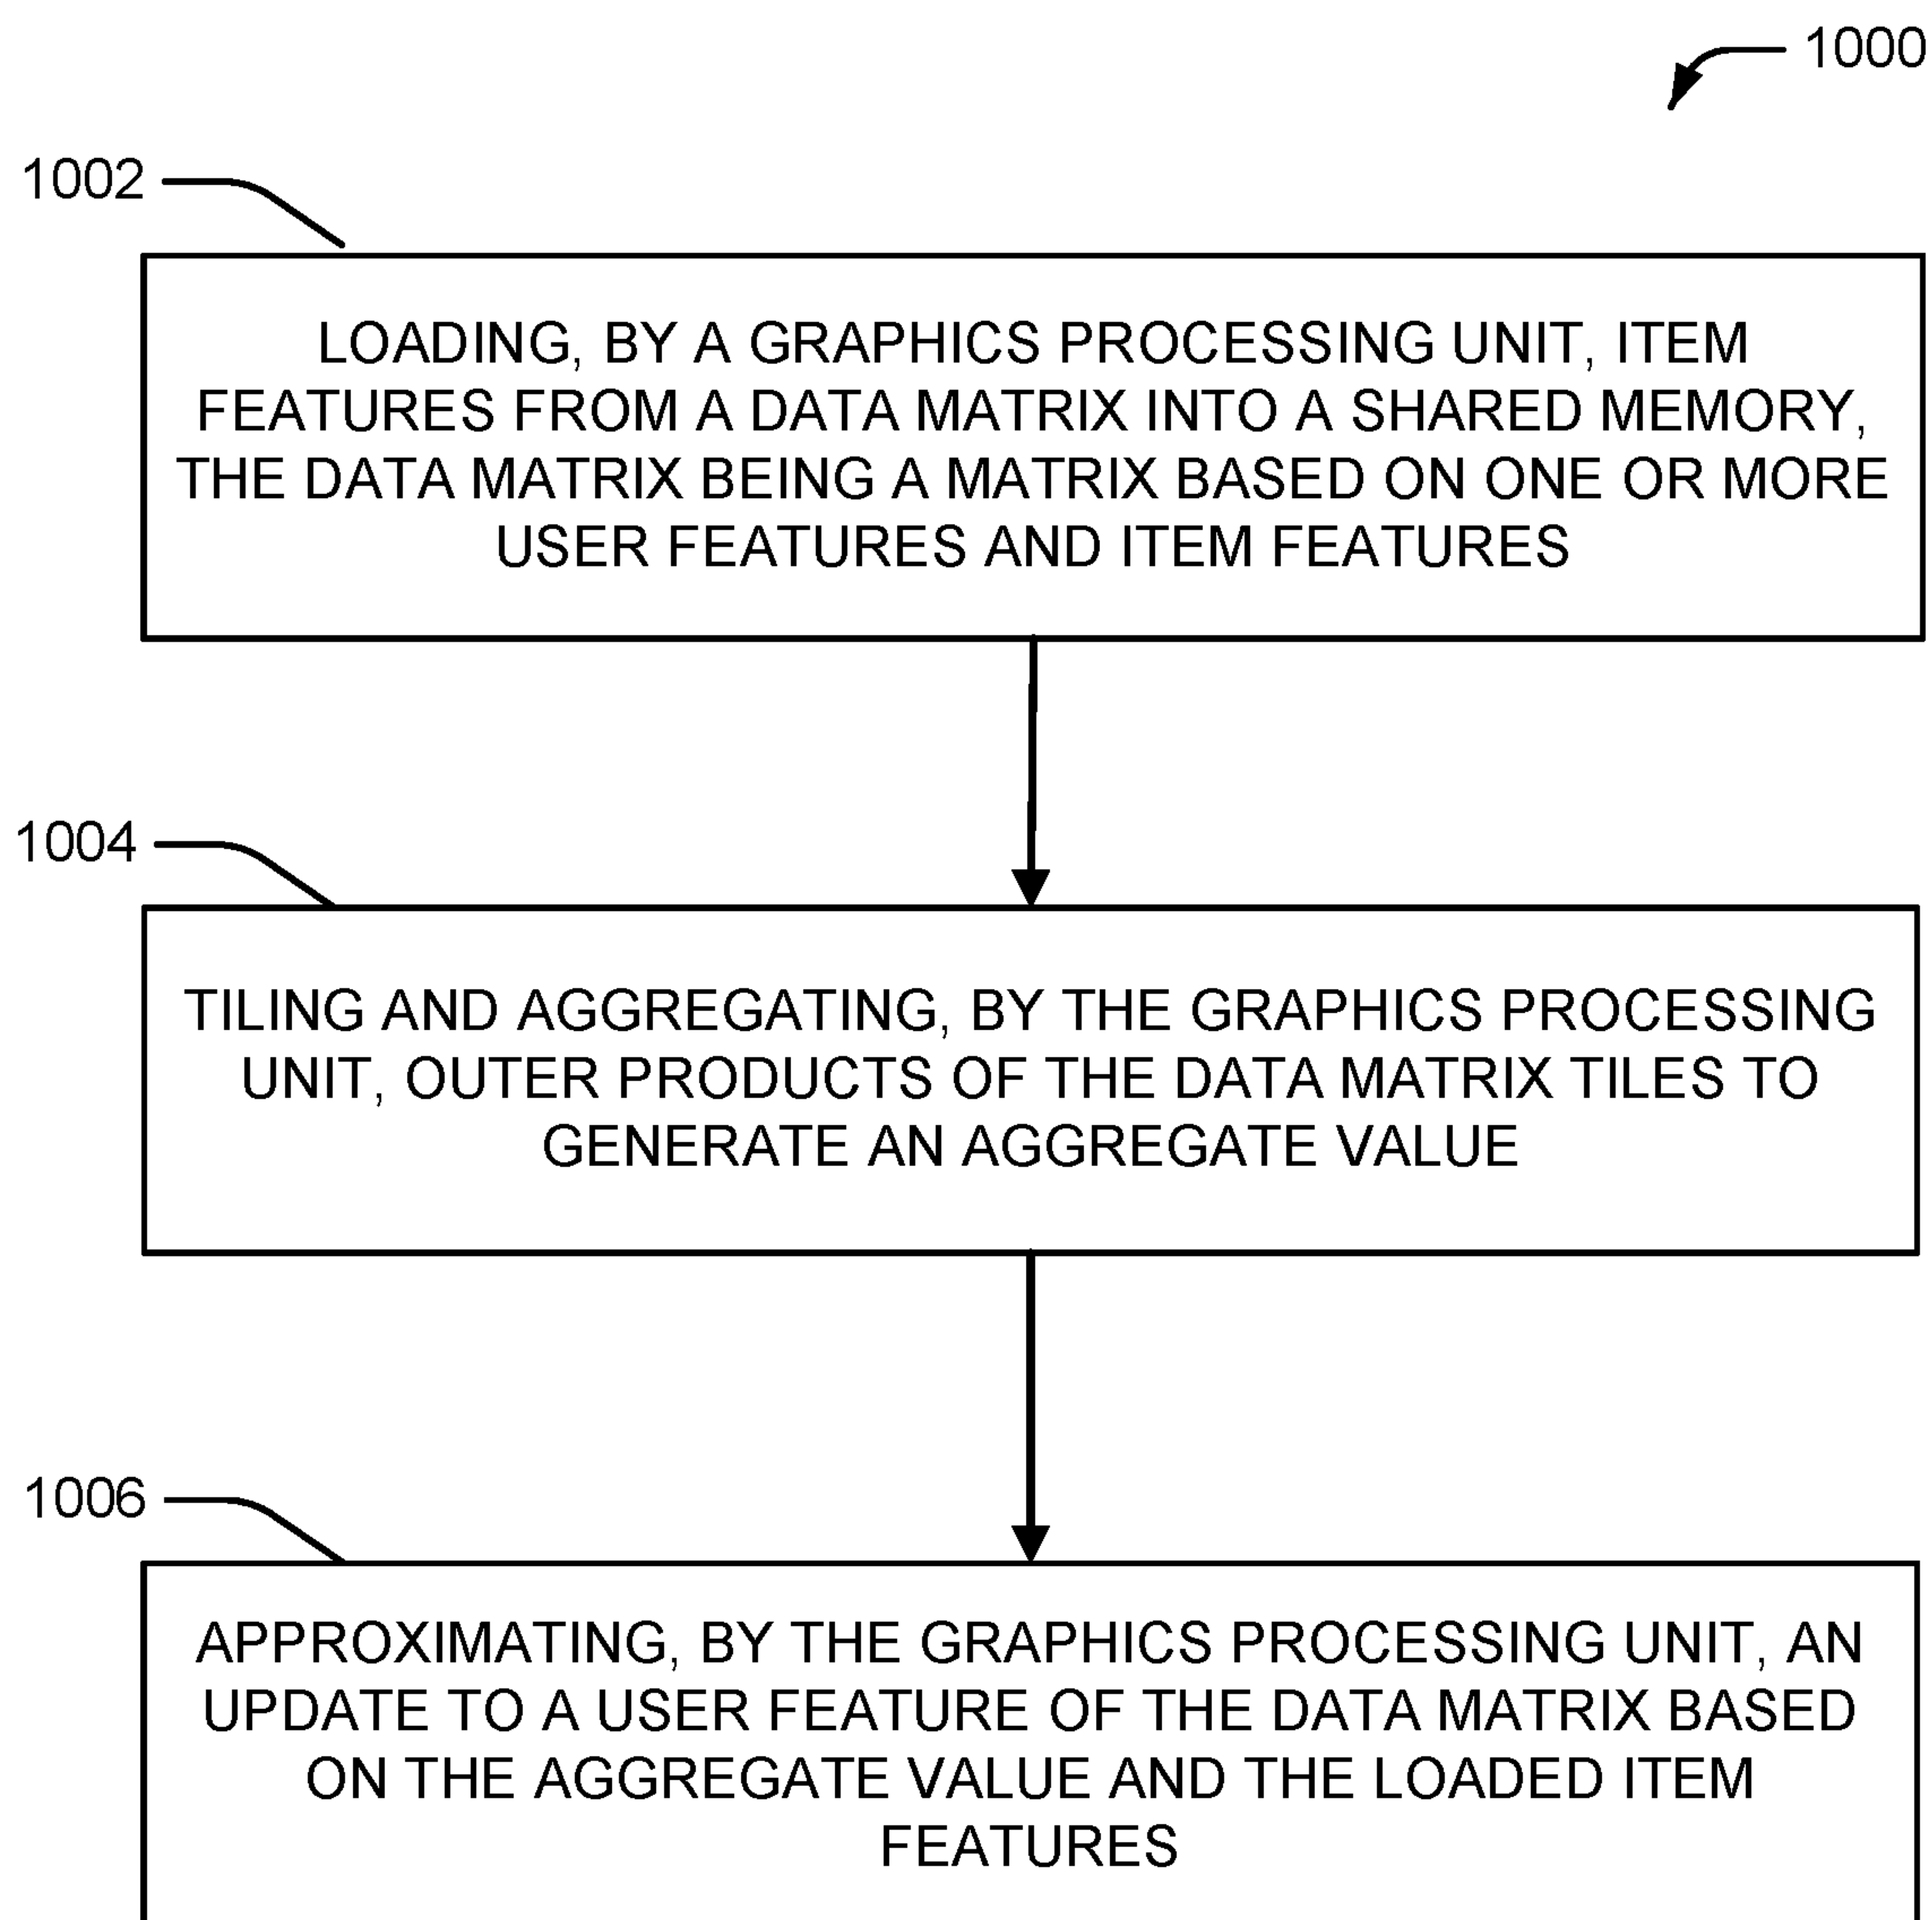 1000
1002
LOADING, BY A GRAPHICS PROCESSING UNIT, ITEM
FEATURES FROM A DATA MATRIX INTO A SHARED MEMORY,
THE DATA MATRIX BEING A MATRIX BASED ON ONE OR MORE
USER FEATURES AND ITEM FEATURES
1004
TILING AND AGGREGATING, BY THE GRAPHICS PROCESSING
UNIT, OUTER PRODUCTS OF THE DATA MATRIX TILES TO
GENERATE AN AGGREGATE VALUE
1006
APPROXIMATING, BY THE GRAPHICS PROCESSING UNIT, AN
UPDATE TO A USER FEATURE OF THE DATA MATRIX BASED
ON THE AGGREGATE VALUE AND THE LOADED ITEM
FEATURES